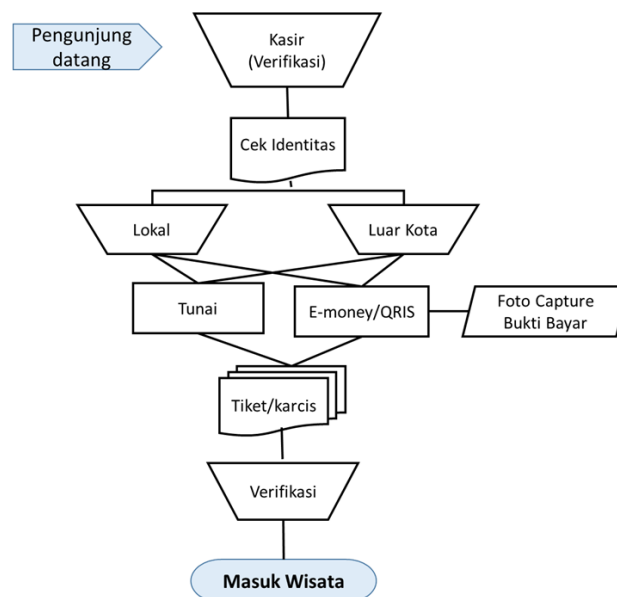 Pengunjung
datang
Kasir
(Verifikasi)
Cek Identitas
Lokal
Luar Kota
Tunai
E-money/QRIS
Foto Capture
Bukti Bayar
Tiket/karcis
Verifikasi
Masuk Wisata